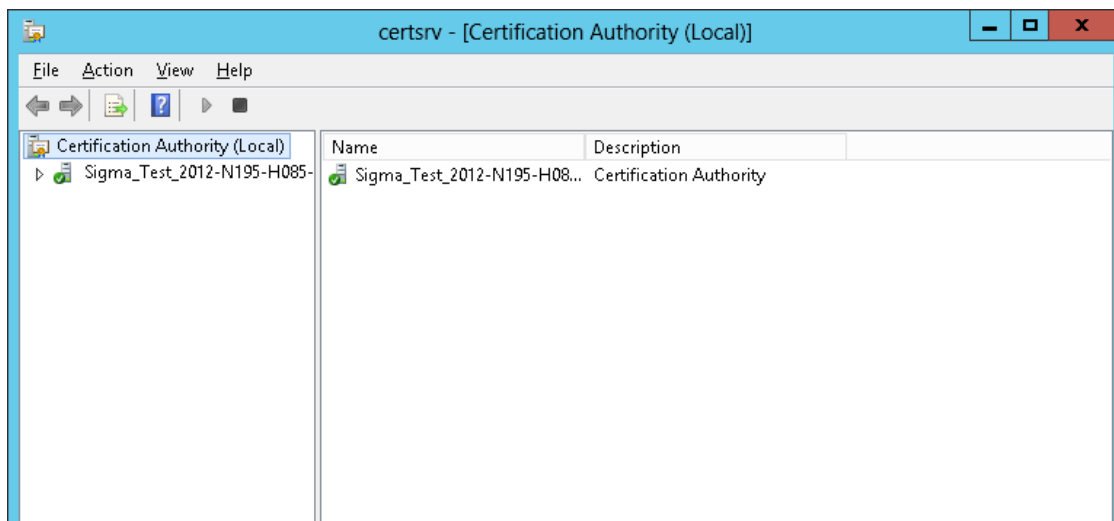 certsrv - [Certification Authority (Local)]
File Action View Help
Certification Authority (Local)
Sigma_Test_2012-N195-H085-
Name Description
Sigma_Test_2012-N195-H08... Certification Authority